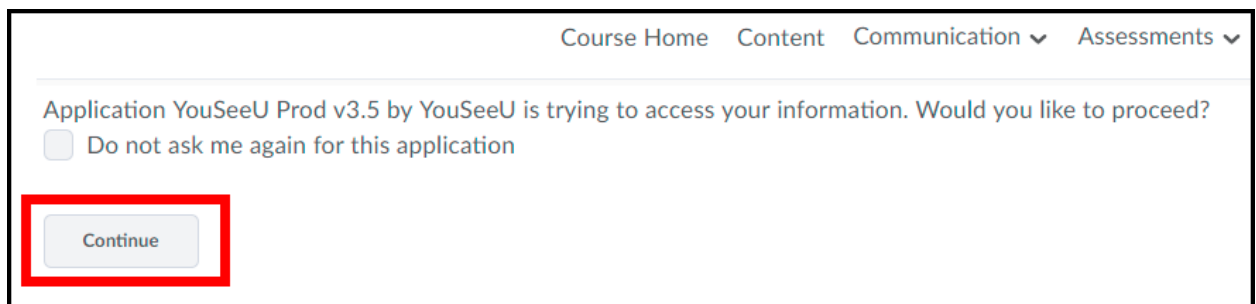 Course Home Content Communication Assessments
Application YouSeeU Prod v3.5 by YouSeeU is trying to access your information. Would you like to proceed?
Do not ask me again for this application
Continue